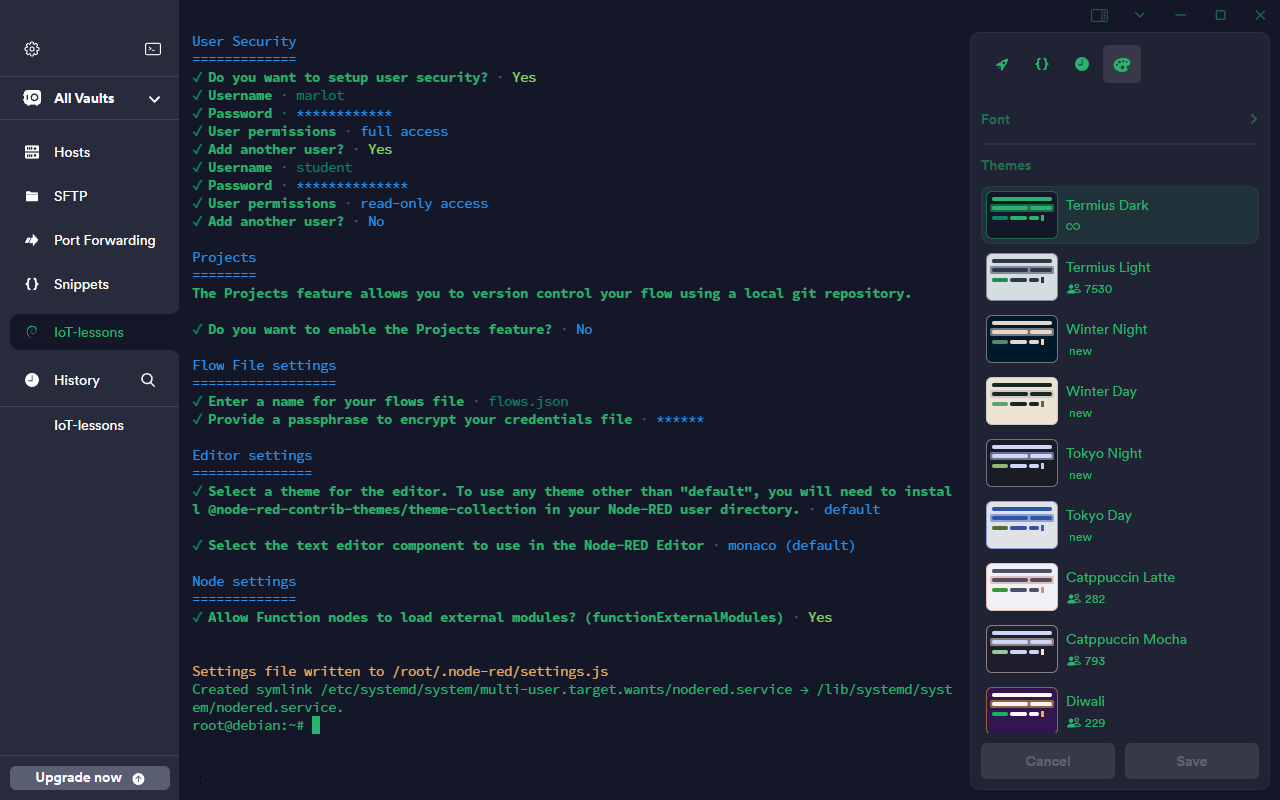 All Vaults
Hosts
SFTP
Port Forwarding
Snippets
IoT-lessons
History
IoT-lessons
Upgrade now
User Security
=============
✓ Do you want to setup user security? · Yes
✓ Username · marlot
✓ Password · ************
✓ User permissions · full access
✓ Add another user? · Yes
✓ Username · student
✓ Password · **************
✓ User permissions · read-only access
✓ Add another user? · No
Projects
========
The Projects feature allows you to version control your flow using a local git repository.
✓ Do you want to enable the Projects feature? · No
Flow File settings
==================
✓ Enter a name for your flows file · flows.json
✓ Provide a passphrase to encrypt your credentials file · ******
Editor settings
===============
✓ Select a theme for the editor. To use any theme other than "default", you will need to instal
l @node-red-contrib-themes/theme-collection in your Node-RED user directory. · default
✓ Select the text editor component to use in the Node-RED Editor · monaco (default)
Node settings
=============
✓ Allow Function nodes to load external modules? (functionExternalModules) · Yes
Settings file written to /root/.node-red/settings.js
Created symlink /etc/systemd/system/multi-user.target.wants/nodered.service → /lib/systemd/syst
em/nodered.service.
root@debian:~#
Font
Themes
Termius Dark
∞
Termius Light
7530
Winter Night
new
Winter Day
new
Tokyo Night
new
Tokyo Day
new
Catppuccin Latte
282
Catppuccin Mocha
793
Diwali
229
Cancel
Save